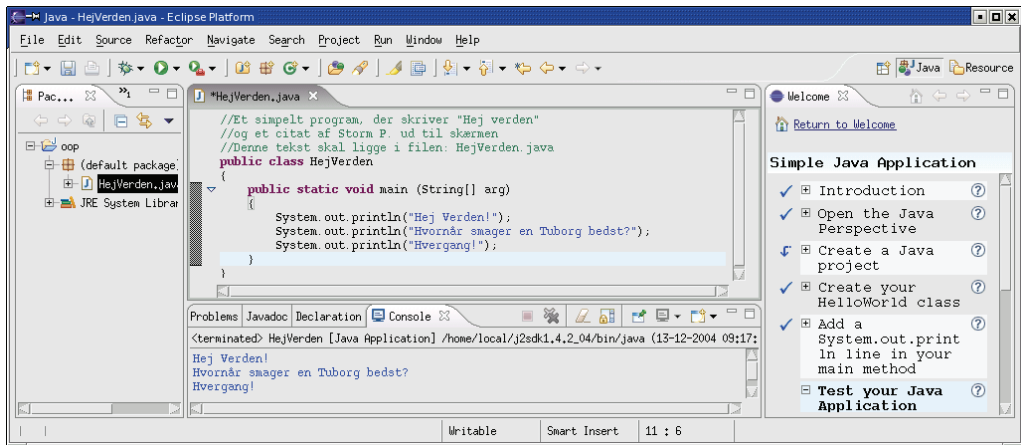 Java - HejVerden.java - Eclipse Platform
File Edit Source Refactor Navigate Search Project Run Window Help
Java Resource
Pac... »1
oop
(default package)
HejVerden.jav
JRE System Librar
*HejVerden.java
//Et simpelt program, der skriver "Hej verden"
//og et citat af Storm P. ud til skærmen
//Denne tekst skal ligge i filen: HejVerden.java
public class HejVerden
{
public static void main (String[] arg)
{
System.out.println("Hej Verden!");
System.out.println("Hvornår smager en Tuborg bedst?");
System.out.println("Hvergang!");
}
}
Problems Javadoc Declaration Console
<terminated> HejVerden [Java Application] /home/local/j2sdk1.4.2_04/bin/java (13-12-2004 09:17:
Hej Verden!
Hvornår smager en Tuborg bedst?
Hvergang!
Welcome
Return to Welcome
Simple Java Application
Introduction
Open the Java
Perspective
Create a Java
project
Create your
HelloWorld class
Add a
System.out.print
ln line in your
main method
Test your Java
Application
Writable Smart Insert 11 : 6